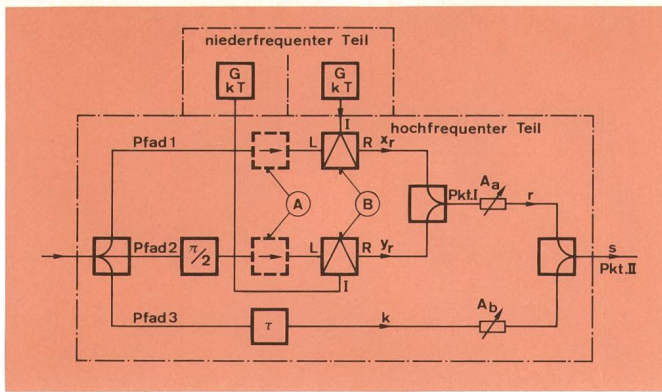 niederfrequenter Teil
G
kT
G
kT
I
hochfrequenter Teil
Pfad 1
L
R
x_r
A
B
Pkt.I
A_a
r
Pfad 2
π/2
L
R
y_r
I
s
Pkt.II
Pfad 3
τ
k
A_b